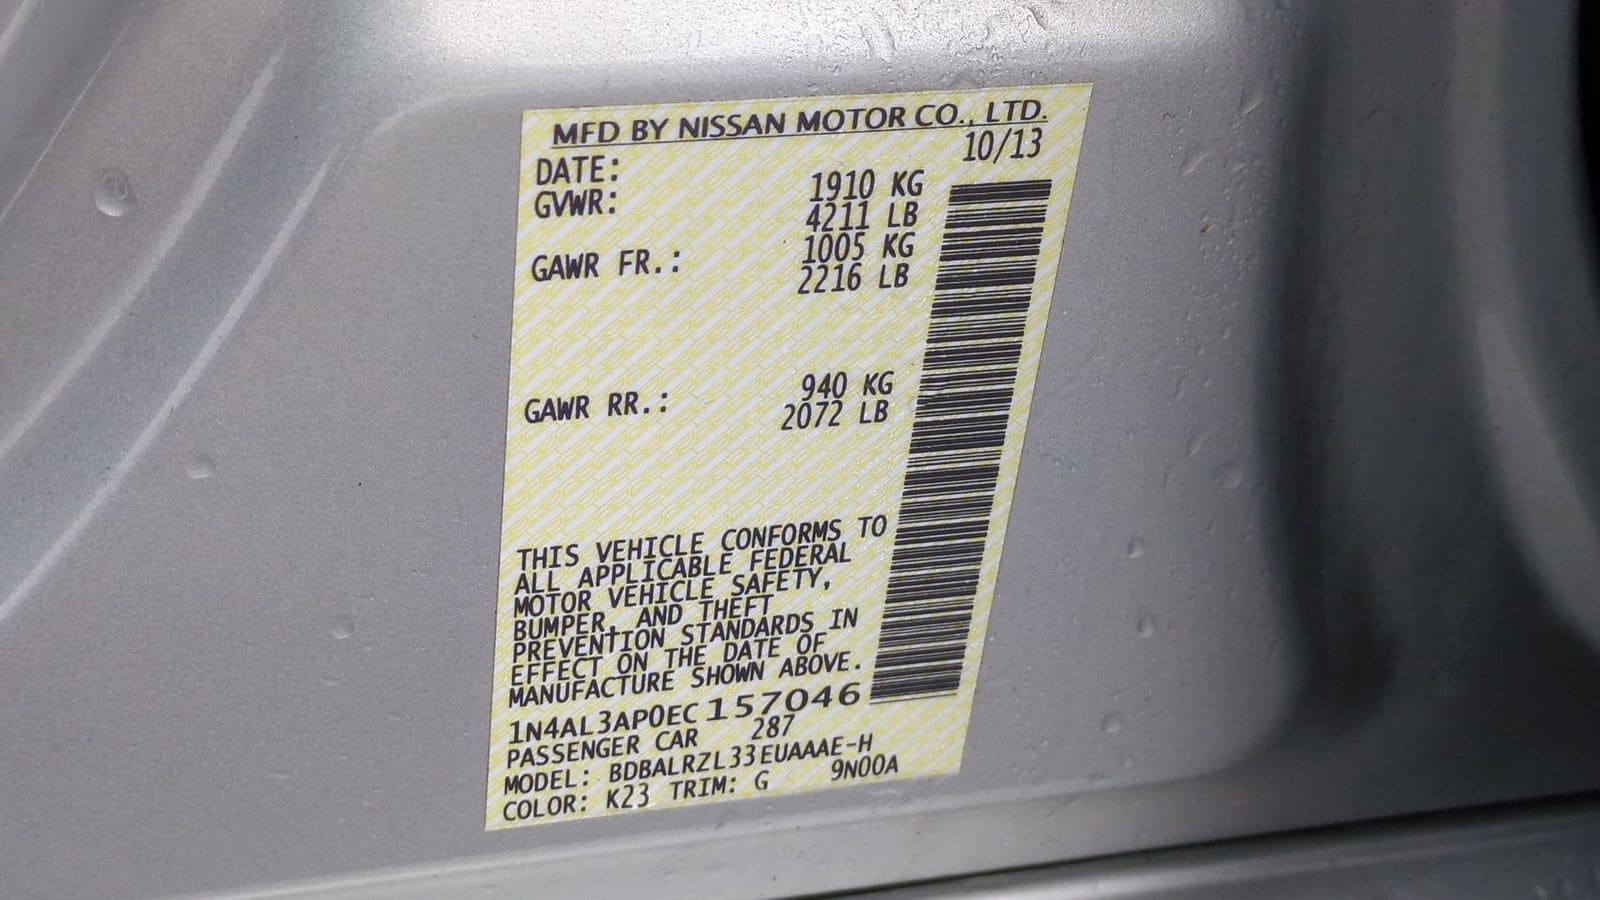 MFD BY NISSAN MOTOR CO., LTD.
DATE: 10/13
GVWR: 1910 KG
4211 LB
GAWR FR.: 1005 KG
2216 LB
GAWR RR.: 940 KG
2072 LB
THIS VEHICLE CONFORMS TO
ALL APPLICABLE FEDERAL
MOTOR VEHICLE SAFETY,
BUMPER, AND THEFT
PREVENTION STANDARDS IN
EFFECT ON THE DATE OF
MANUFACTURE SHOWN ABOVE.
1N4AL3AP0EC157046
PASSENGER CAR 287
MODEL: BDBALRZL33EUAAAE-H
COLOR: K23 TRIM: G 9N00A